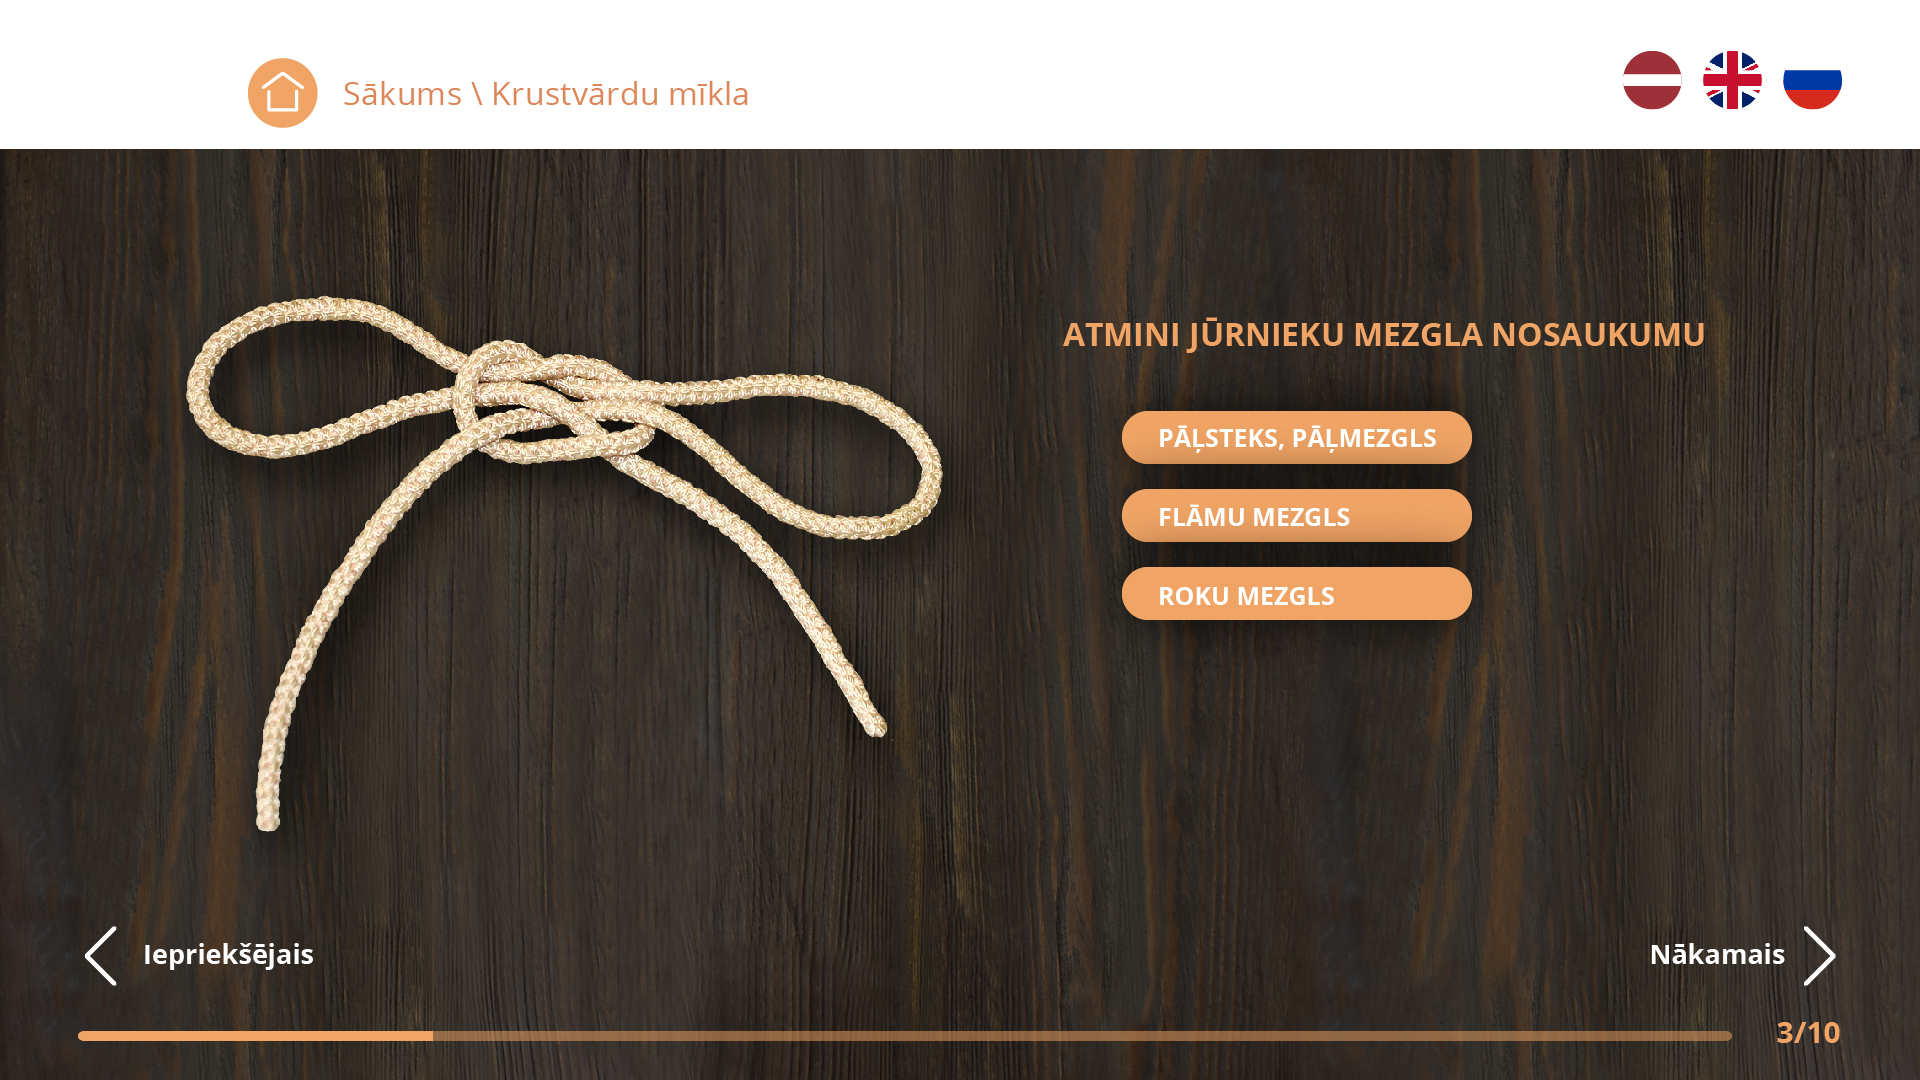 Sākums \ Krustvārdu mīkla
ATMINI JŪRNIEKU MEZGLA NOSAUKUMU
PĀĻSTEKS, PĀĻMEZGLS
FLĀMU MEZGLS
ROKU MEZGLS
Iepriekšējais
Nākamais
3/10